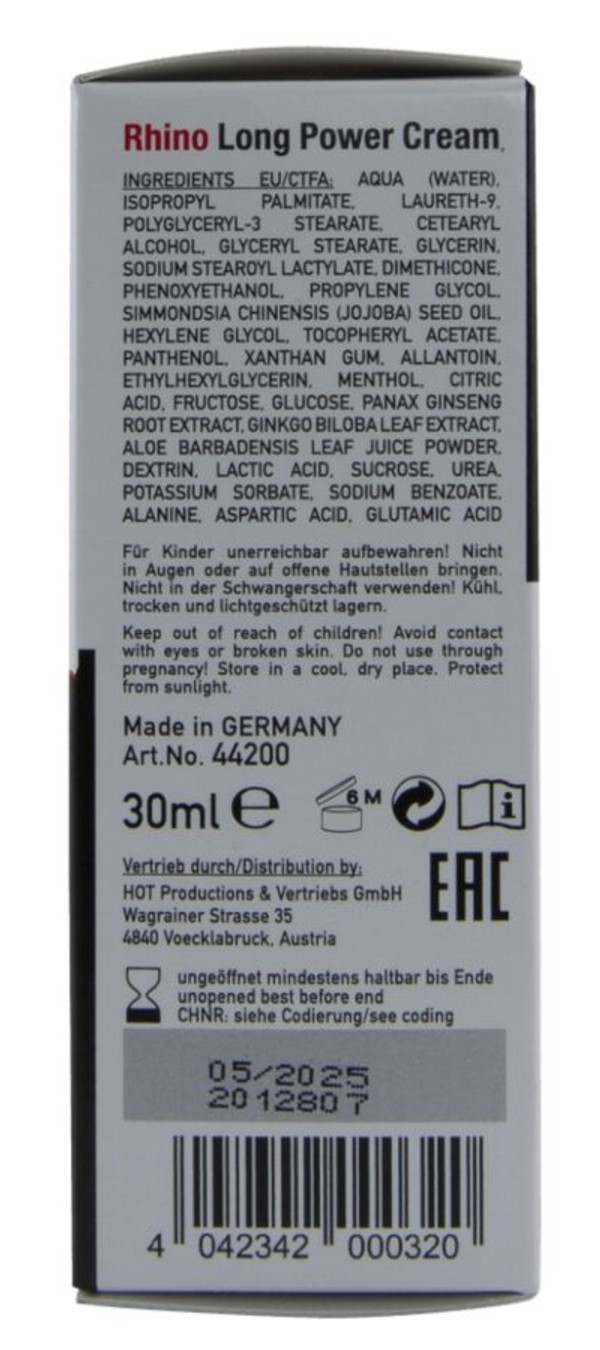 Rhino Long Power Cream.
INGREDIENTS EU/CTFA: AQUA (WATER),
ISOPROPYL PALMITATE, LAURETH-9,
POLYGLYCERYL-3 STEARATE, CETEARYL
ALCOHOL, GLYCERYL STEARATE, GLYCERIN,
SODIUM STEAROYL LACTYLATE, DIMETHICONE,
PHENOXYETHANOL, PROPYLENE GLYCOL,
SIMMONDSIA CHINENSIS (JOJOBA) SEED OIL,
HEXYLENE GLYCOL, TOCOPHERYL ACETATE,
PANTHENOL, XANTHAN GUM, ALLANTOIN,
ETHYLHEXYLGLYCERIN, MENTHOL, CITRIC
ACID, FRUCTOSE, GLUCOSE, PANAX GINSENG
ROOT EXTRACT, GINKGO BILOBA LEAF EXTRACT,
ALOE BARBADENSIS LEAF JUICE POWDER,
DEXTRIN, LACTIC ACID, SUCROSE, UREA,
POTASSIUM SORBATE, SODIUM BENZOATE,
ALANINE, ASPARTIC ACID, GLUTAMIC ACID
Für Kinder unerreichbar aufbewahren! Nicht
in Augen oder auf offene Hautstellen bringen.
Nicht in der Schwangerschaft verwenden! Kühl,
trocken und lichtgeschützt lagern.
Keep out of reach of children! Avoid contact
with eyes or broken skin. Do not use through
pregnancy! Store in a cool, dry place. Protect
from sunlight.
Made in GERMANY
Art.No. 44200
30ml e 6 M i
Vertrieb durch/Distribution by:
HOT Productions & Vertriebs GmbH
Wagrainer Strasse 35
4840 Voecklabruck, Austria
EAC
ungeöffnet mindestens haltbar bis Ende
unopened best before end
CHNR: siehe Codierung/see coding
05/2025
2012807
4 042342 000320